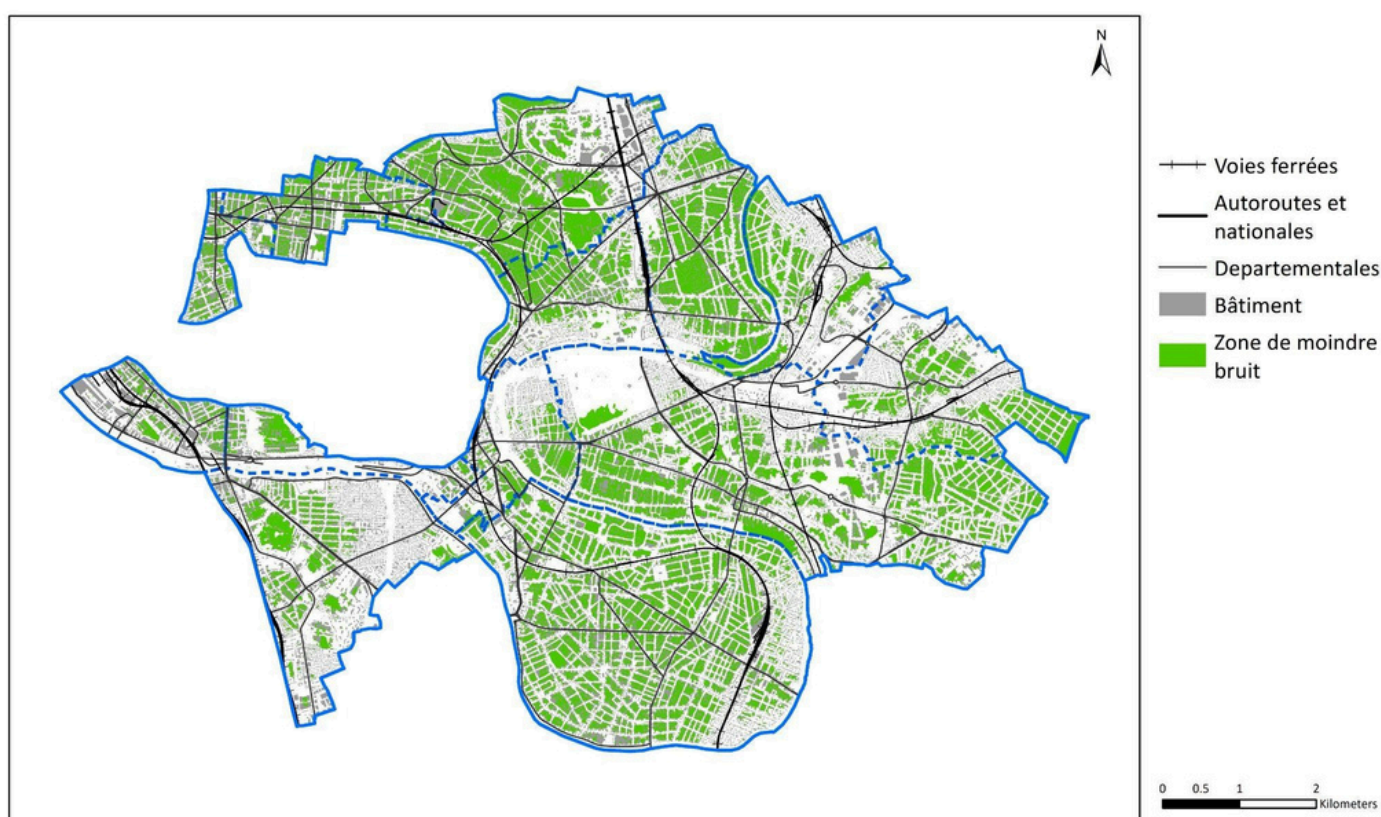 N
Voies ferrées
Autoroutes et
nationales
Departementales
Bâtiment
Zone de moindre
bruit
0 0.5 1 2
Kilometers